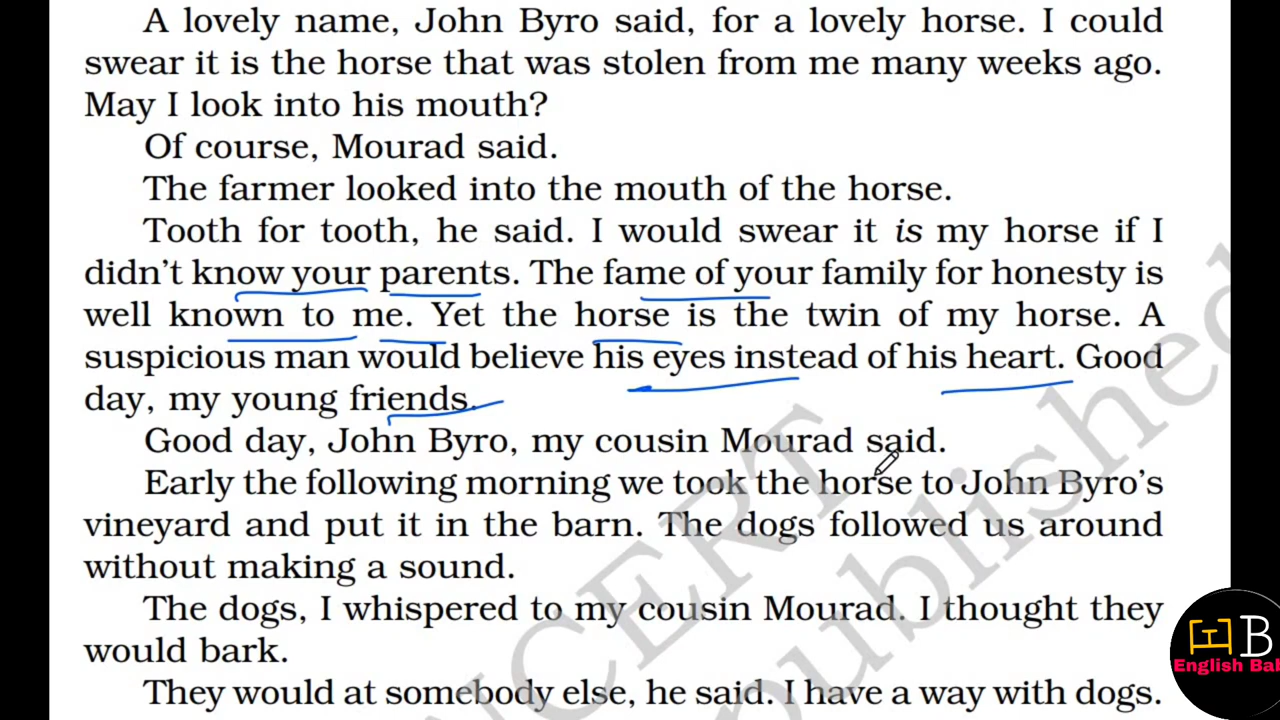 A lovely name, John Byro said, for a lovely horse. I could
swear it is the horse that was stolen from me many weeks ago.
May I look into his mouth?
Of course, Mourad said.
The farmer looked into the mouth of the horse.
Tooth for tooth, he said. I would swear it is my horse if I
didn't know your parents. The fame of your family for honesty is
well known to me. Yet the horse is the twin of my horse. A
suspicious man would believe his eyes instead of his heart. Good
day, my young friends.
Good day, John Byro, my cousin Mourad said.
Early the following morning we took the horse to John Byro's
vineyard and put it in the barn. The dogs followed us around
without making a sound.
The dogs, I whispered to my cousin Mourad. I thought they
would bark.
They would at somebody else, he said. I have a way with dogs.
NCERT
published
B
English